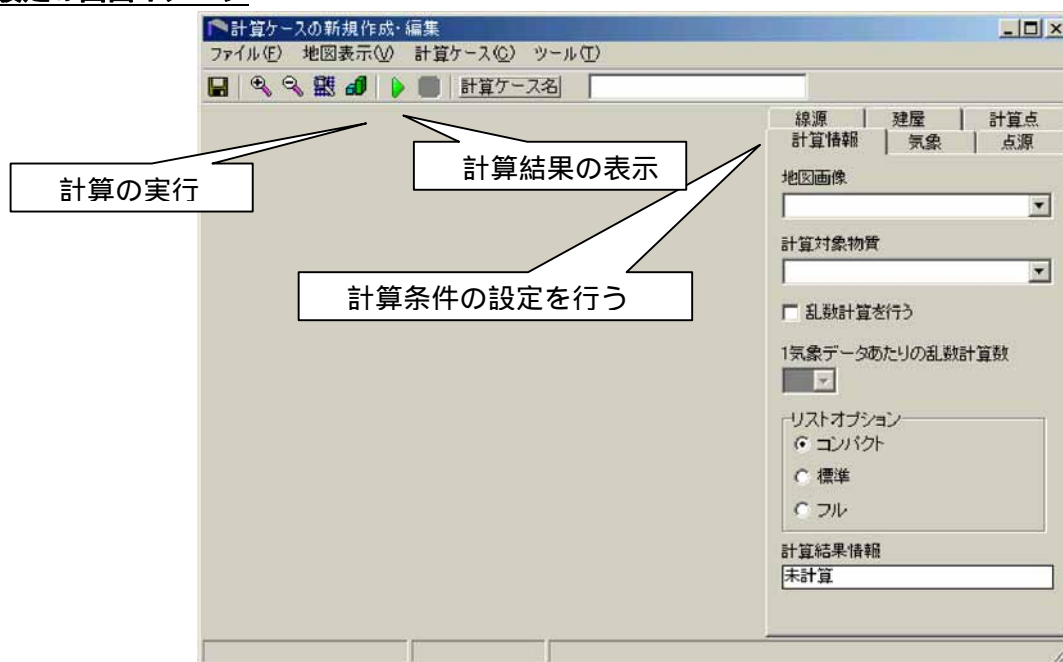 計算ケースの新規作成・編集
ファイル(F) 地図表示(V) 計算ケース(C) ツール(T)
計算ケース名
線源 建屋 計算点
計算情報 気象 点源
計算の実行
計算結果の表示
計算条件の設定を行う
地図画像
計算対象物質
乱数計算を行う
1気象データあたりの乱数計算数
リストオプション
コンパクト
標準
フル
計算結果情報
未計算